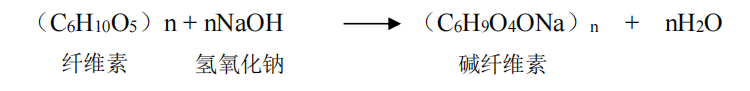 （C₆H₁₀O₅）n + nNaOH ⟶ （C₆H₉O₄ONa）ₙ + nH₂O
纤维素 氢氧化钠 碱纤维素